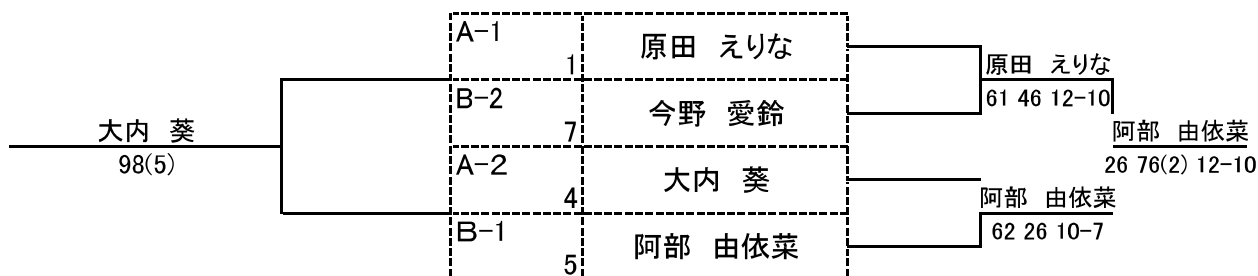 A-1
1
原田　えりな
原田　えりな
61 46 12-10
B-2
7
今野 愛鈴
大内　葵
98(5)
阿部　由依菜
26 76(2) 12-10
A-2
4
大内　葵
阿部　由依菜
62 26 10-7
B-1
5
阿部　由依菜